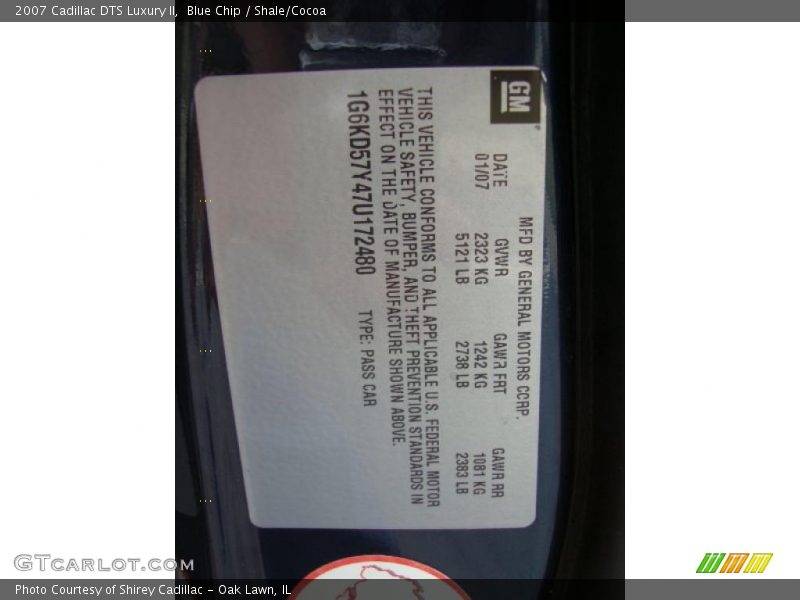 2007 Cadillac DTS Luxury II, Blue Chip / Shale/Cocoa
GM
MFD BY GENERAL MOTORS CORP.
DATE GVWR GAWR FRT GAWR RR
01/07 2323 KG 1242 KG 1081 KG
5121 LB 2738 LB 2383 LB
THIS VEHICLE CONFORMS TO ALL APPLICABLE U.S. FEDERAL MOTOR
VEHICLE SAFETY, BUMPER, AND THEFT PREVENTION STANDARDS IN
EFFECT ON THE DATE OF MANUFACTURE SHOWN ABOVE.
1G6KD57Y47U172480 TYPE: PASS CAR
GTcarlot.com
Photo Courtesy of Shirey Cadillac - Oak Lawn, IL